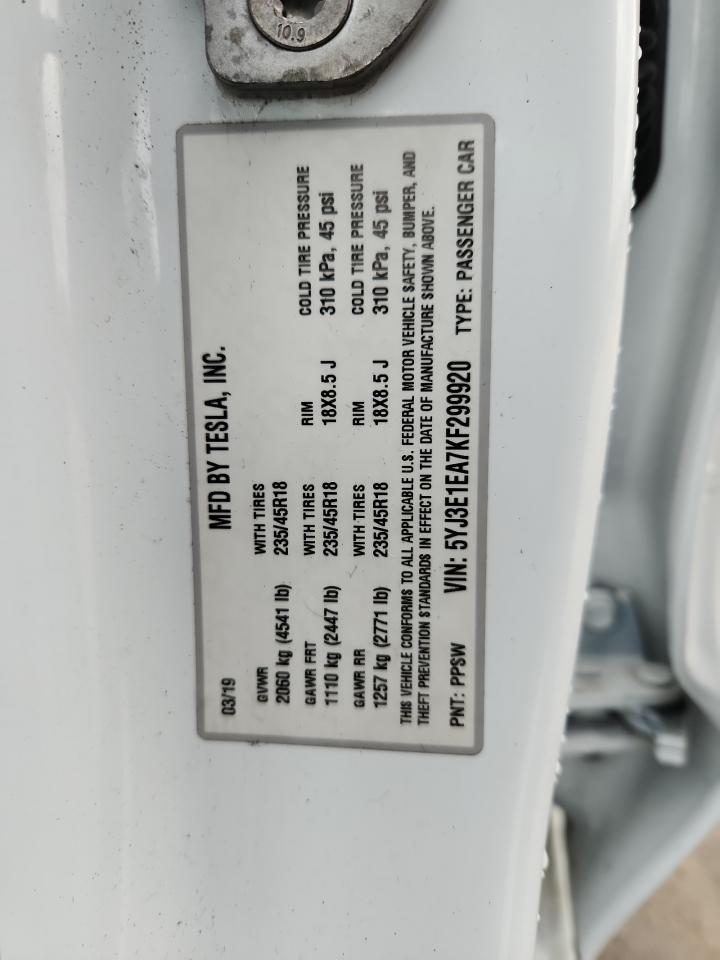 10.9
03/19 MFD BY TESLA, INC.
GVWR WITH TIRES
2060 kg (4541 lb) 235/45R18
GAWR FRT WITH TIRES RIM COLD TIRE PRESSURE
1110 kg (2447 lb) 235/45R18 18X8.5 J 310 kPa, 45 psi
GAWR RR WITH TIRES RIM COLD TIRE PRESSURE
1257 kg (2771 lb) 235/45R18 18X8.5 J 310 kPa, 45 psi
THIS VEHICLE CONFORMS TO ALL APPLICABLE U.S. FEDERAL MOTOR VEHICLE SAFETY, BUMPER, AND
THEFT PREVENTION STANDARDS IN EFFECT ON THE DATE OF MANUFACTURE SHOWN ABOVE.
PNT: PPSW VIN: 5YJ3E1EA7KF299920 TYPE: PASSENGER CAR